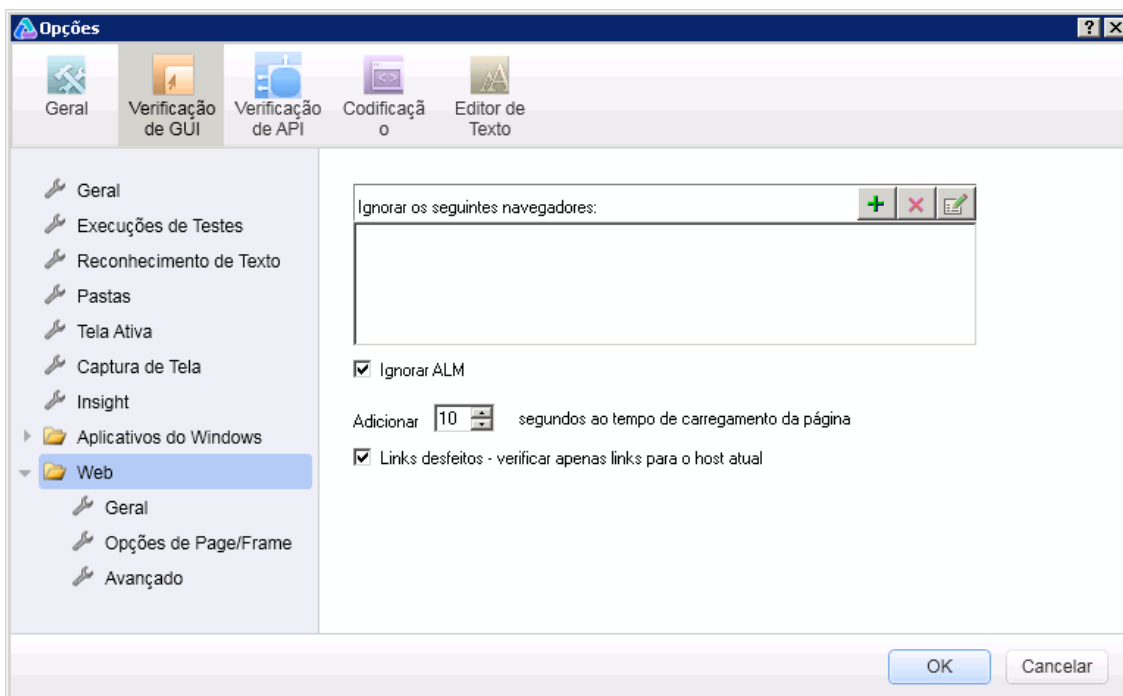 Opções
Geral
Verificação
de GUI
Verificação
de API
Codificaçã
o
Editor de
Texto
Geral
Execuções de Testes
Reconhecimento de Texto
Pastas
Tela Ativa
Captura de Tela
Insight
Aplicativos do Windows
Web
Geral
Opções de Page/Frame
Avançado
Ignorar os seguintes navegadores:
Ignorar ALM
Adicionar 10 segundos ao tempo de carregamento da página
Links desfeitos - verificar apenas links para o host atual
OK Cancelar